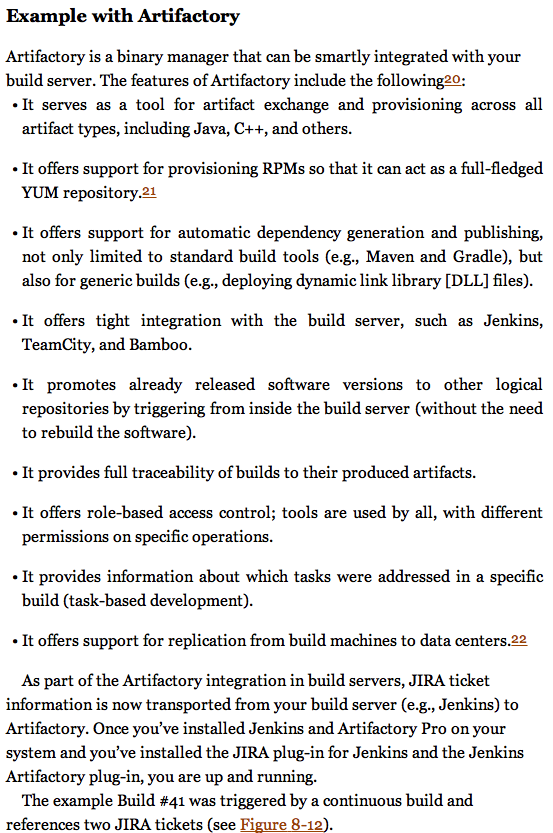 Example with Artifactory
Artifactory is a binary manager that can be smartly integrated with your
build server. The features of Artifactory include the following20:
• It serves as a tool for artifact exchange and provisioning across all
artifact types, including Java, C++, and others.
• It offers support for provisioning RPMs so that it can act as a full-fledged
YUM repository.21
• It offers support for automatic dependency generation and publishing,
not only limited to standard build tools (e.g., Maven and Gradle), but
also for generic builds (e.g., deploying dynamic link library [DLL] files).
• It offers tight integration with the build server, such as Jenkins,
TeamCity, and Bamboo.
• It promotes already released software versions to other logical
repositories by triggering from inside the build server (without the need
to rebuild the software).
• It provides full traceability of builds to their produced artifacts.
• It offers role-based access control; tools are used by all, with different
permissions on specific operations.
• It provides information about which tasks were addressed in a specific
build (task-based development).
• It offers support for replication from build machines to data centers.22
As part of the Artifactory integration in build servers, JIRA ticket
information is now transported from your build server (e.g., Jenkins) to
Artifactory. Once you've installed Jenkins and Artifactory Pro on your
system and you've installed the JIRA plug-in for Jenkins and the Jenkins
Artifactory plug-in, you are up and running.
The example Build #41 was triggered by a continuous build and
references two JIRA tickets (see Figure 8-12).